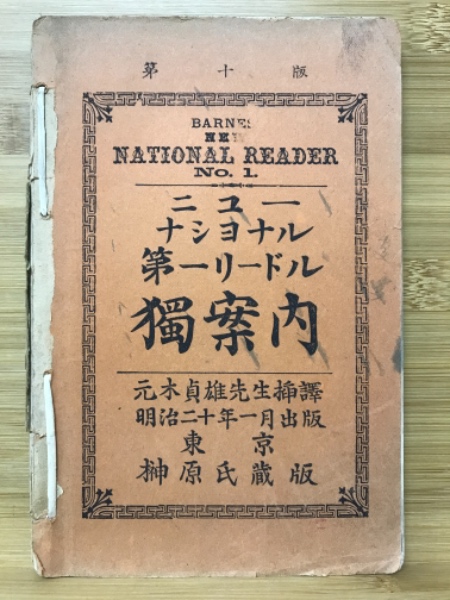 第十版
BARNES
NEW
NATIONAL READER
No. 1.
ニユー
ナシヨナル
第一リードル
獨案内
元木貞雄先生挿譯
明治二十年一月出版
東京
榊原氏蔵版